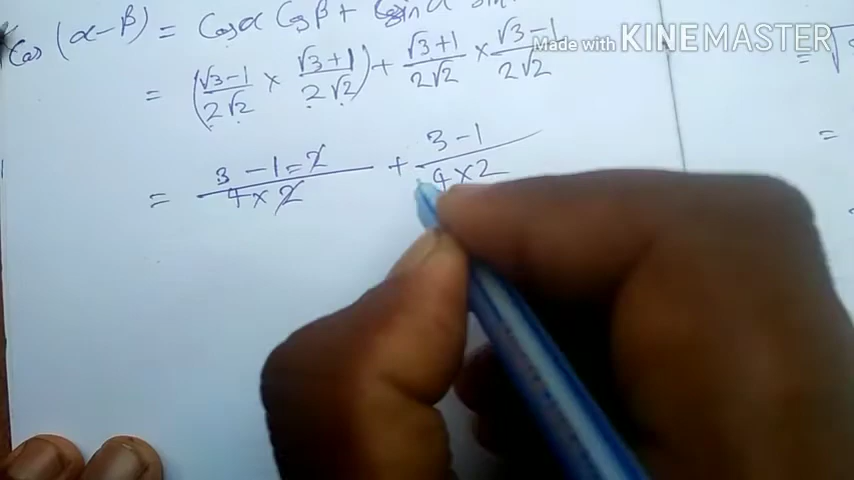 Cos (α - β) = Cosα Cosβ + Sinα
= (√3-1/2√2 × √3+1/2√2) + √3+1/2√2 × √3-1/2√2
= 3-1=2/4×2 + 3-1/4×2
Made with KINEMASTER